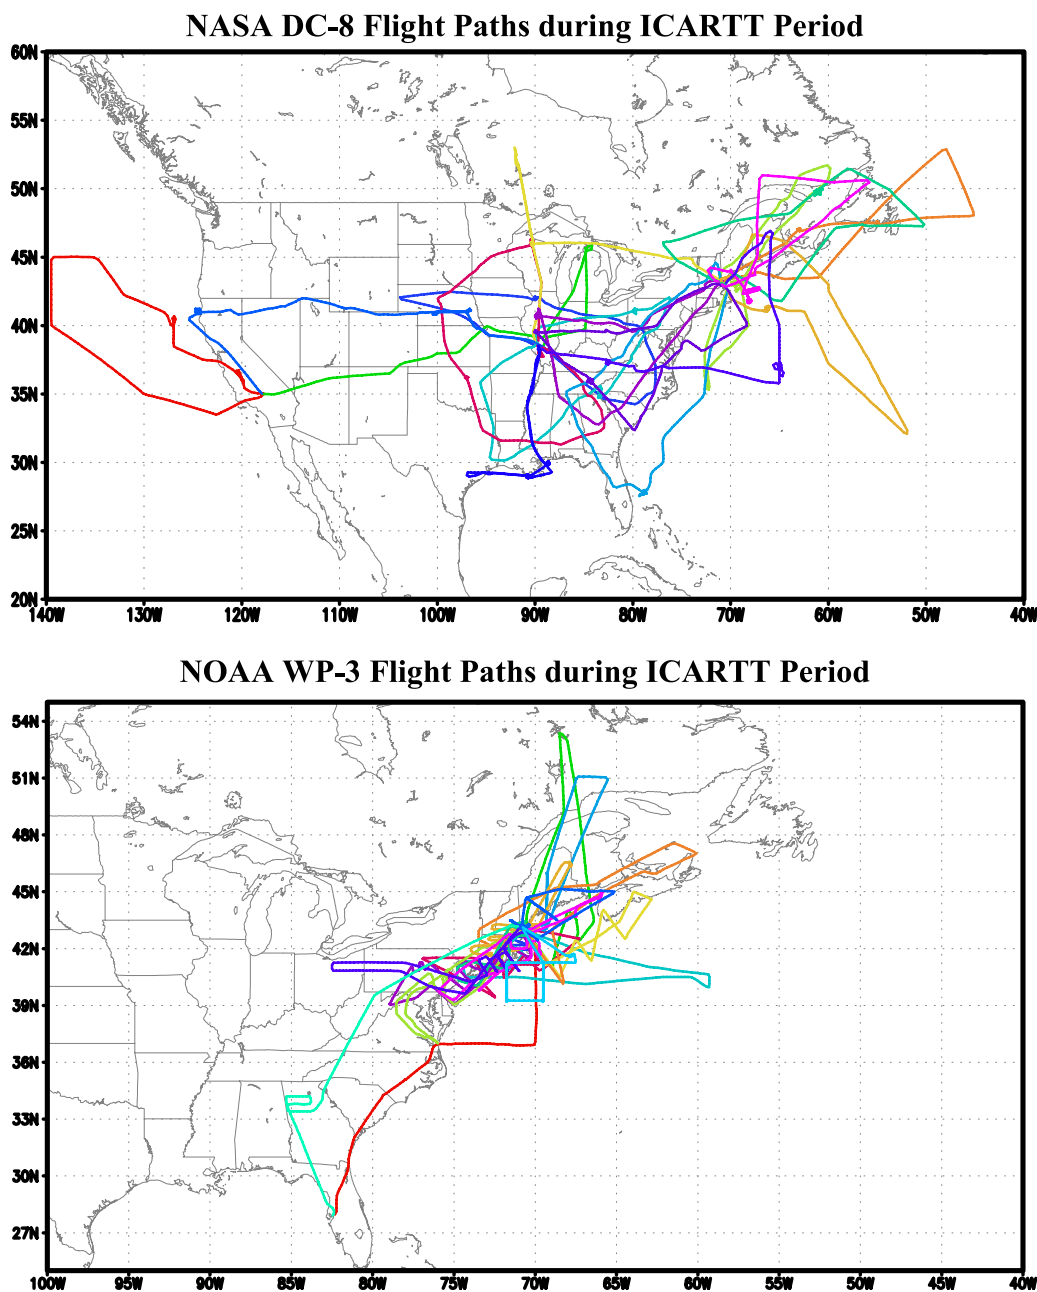 NASA DC-8 Flight Paths during ICARTT Period
60N
55N
50N
45N
40N
35N
30N
25N
20N
140W 130W 120W 110W 100W 90W 80W 70W 60W 50W 40W
NOAA WP-3 Flight Paths during ICARTT Period
54N
51N
48N
45N
42N
39N
36N
33N
30N
27N
100W 95W 90W 85W 80W 75W 70W 65W 60W 55W 50W 45W 40W